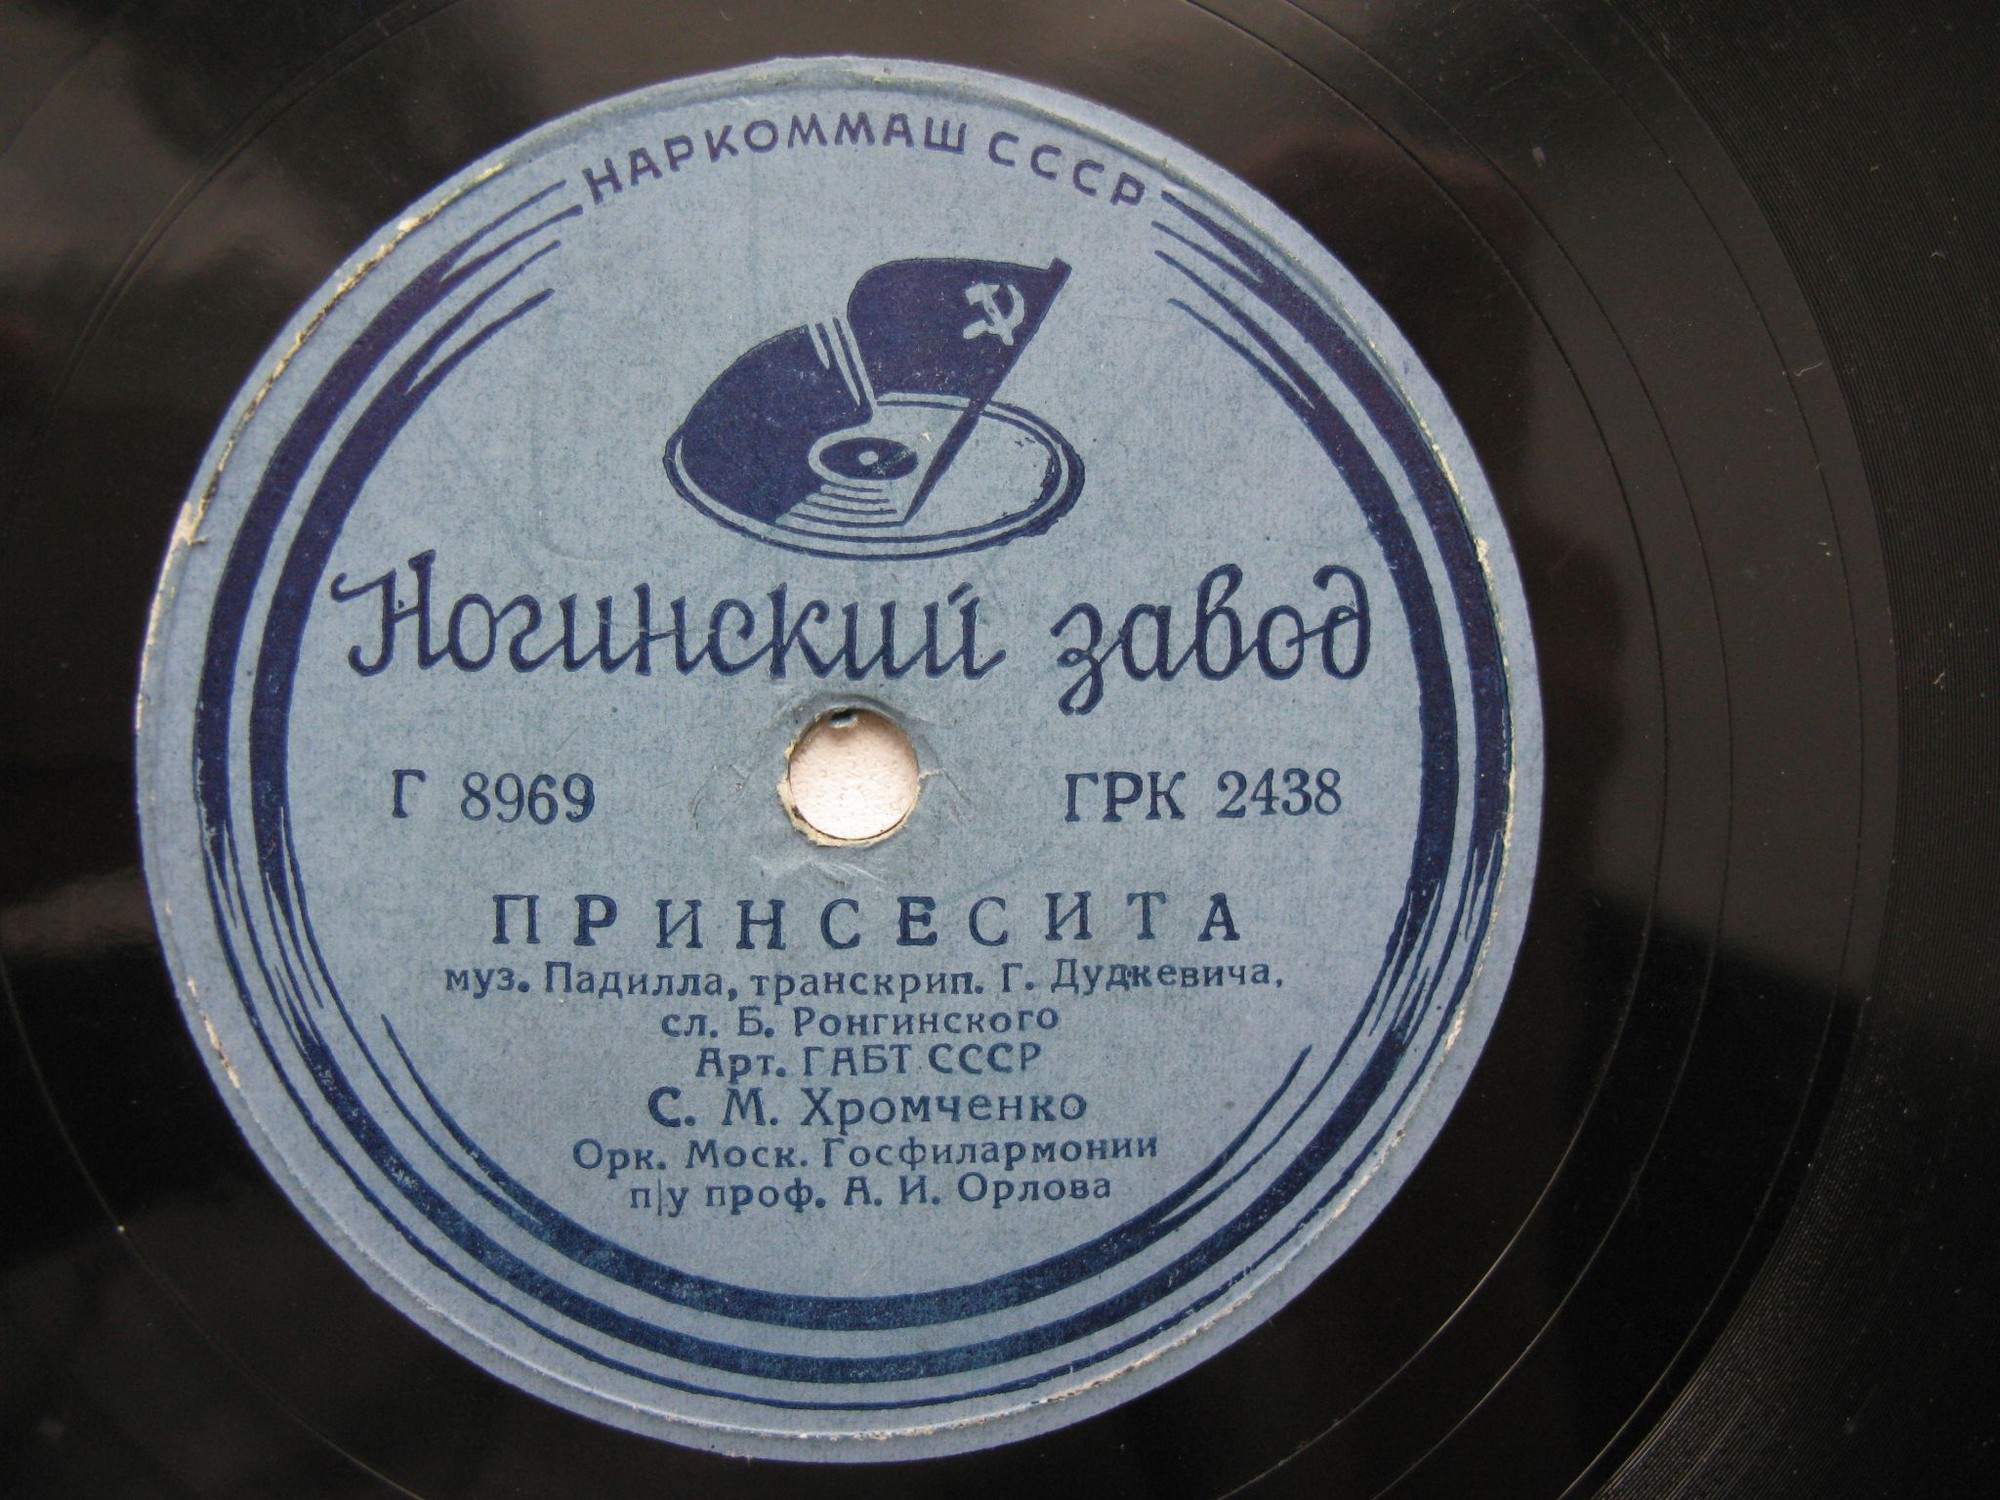 НАРКОММАШ СССР
Ногинский завод
Г 8969 ГРК 2438
ПРИНСЕСИТА
муз. Падилла, транскрип. Г. Дудкевича,
сл. Б. Ронгинского
Арт. ГАБТ СССР
С. М. Хромченко
Орк. Моск. Госфилармонии
п/у проф. А. И. Орлова